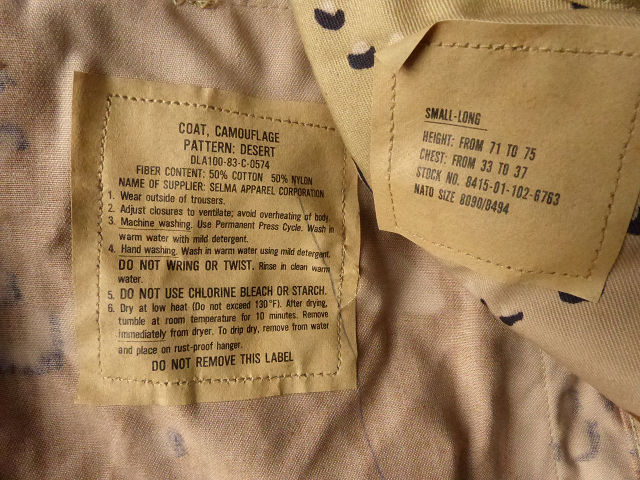 COAT, CAMOUFLAGE
PATTERN: DESERT
DLA100-83-C-0574
FIBER CONTENT: 50% COTTON 50% NYLON
NAME OF SUPPLIER: SELMA APPAREL CORPORATION
1. Wear outside of trousers.
2. Adjust closures to ventilate; avoid overheating of body.
3. Machine washing. Use Permanent Press Cycle. Wash in
warm water with mild detergent.
4. Hand washing. Wash in warm water using mild detergent.
DO NOT WRING OR TWIST. Rinse in clean warm
water.
5. DO NOT USE CHLORINE BLEACH OR STARCH.
6. Dry at low heat (Do not exceed 130°F). After drying,
tumble at room temperature for 10 minutes. Remove
immediately from dryer. To drip dry, remove from water
and place on rust-proof hanger.
DO NOT REMOVE THIS LABEL
SMALL-LONG
HEIGHT: FROM 71 TO 75
CHEST: FROM 33 TO 37
STOCK NO. 8415-01-102-6763
NATO SIZE 8090/8494